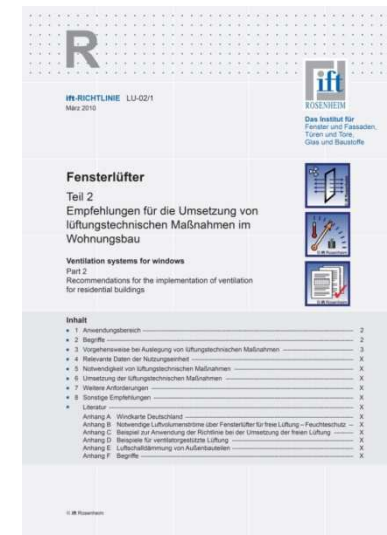 R
ift-RICHTLINIE LU-02/1
März 2010
ift
ROSENHEIM
Das Institut für
Fenster und Fassaden,
Türen und Tore,
Glas und Baustoffe
Fensterlüfter
Teil 2
Empfehlungen für die Umsetzung von
lüftungstechnischen Maßnahmen im
Wohnungsbau
Ventilation systems for windows
Part 2
Recommendations for the implementation of ventilation
for residential buildings
Inhalt
1 Anwendungsbereich 2
2 Begriffe 2
3 Vorgehensweise bei Auslegung von lüftungstechnischen Maßnahmen 3
4 Relevante Daten der Nutzungseinheit X
5 Notwendigkeit von lüftungstechnischen Maßnahmen X
6 Umsetzung der lüftungstechnischen Maßnahmen X
7 Weitere Anforderungen X
8 Sonstige Empfehlungen X
Literatur X
Anhang A Windkarte Deutschland X
Anhang B Notwendige Luftvolumenströme über Fensterlüfter für freie Lüftung – Feuchteschutz X
Anhang C Beispiel zur Anwendung der Richtlinie bei der Umsetzung der freien Lüftung X
Anhang D Beispiele für ventilatorgestützte Lüftung X
Anhang E Luftschalldämmung von Außenbauteilen X
Anhang F Begriffe X
© ift Rosenheim